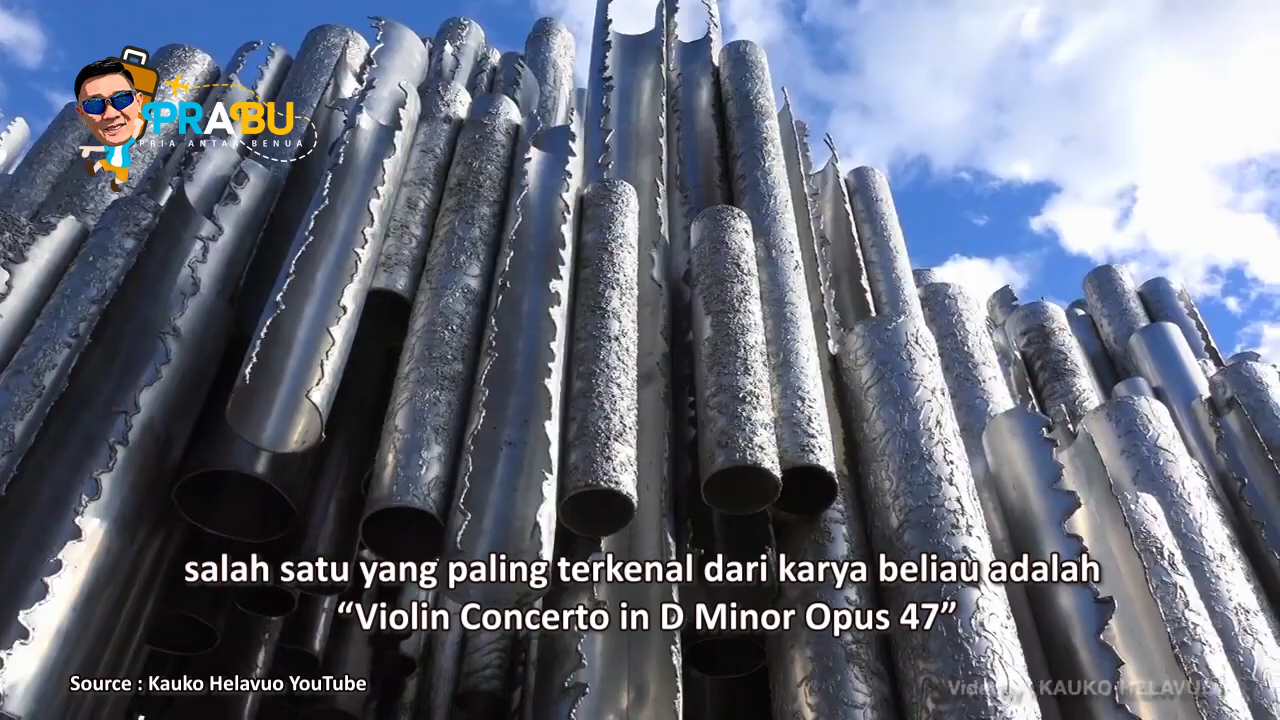 PRABU
PRIA ANTAR BENUA
salah satu yang paling terkenal dari karya beliau adalah
“Violin Concerto in D Minor Opus 47”
Source : Kauko Helavuo YouTube
KAUKO HELAVUO